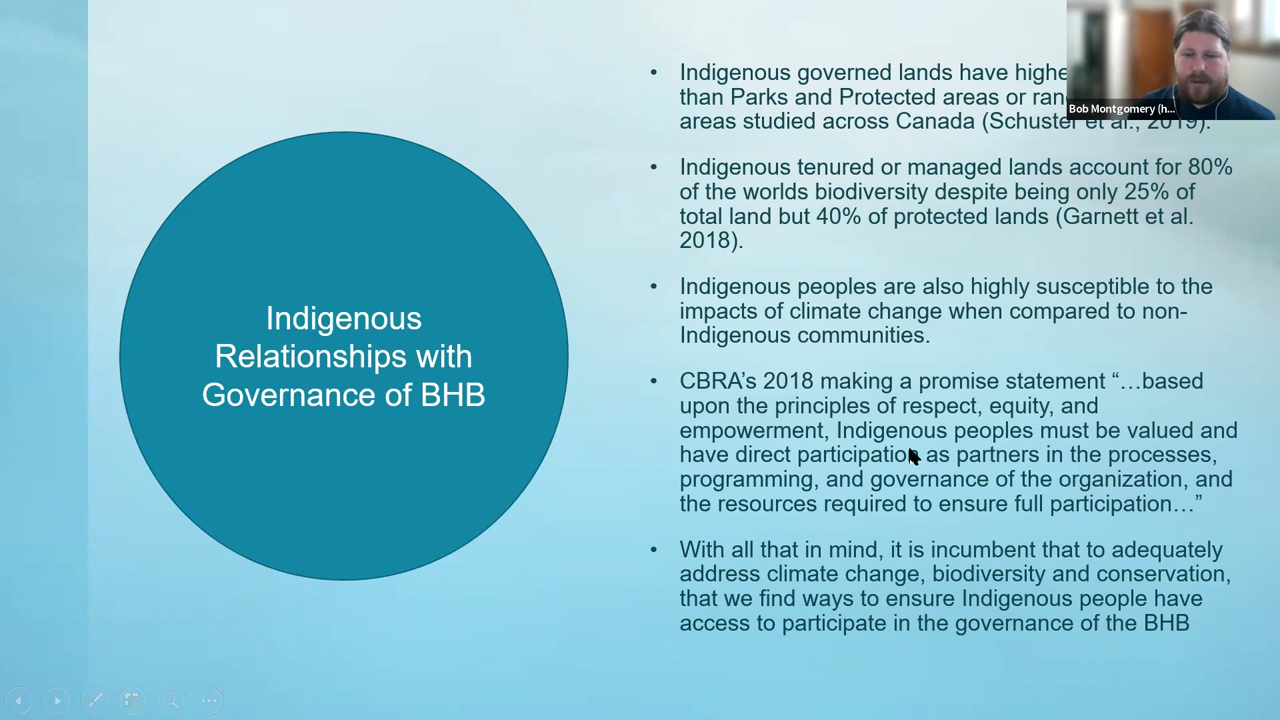 Indigenous
Relationships with
Governance of BHB
• Indigenous governed lands have highe
than Parks and Protected areas or ran
areas studied across Canada (Schuster et al., 2019).
• Indigenous tenured or managed lands account for 80%
of the worlds biodiversity despite being only 25% of
total land but 40% of protected lands (Garnett et al.
2018).
• Indigenous peoples are also highly susceptible to the
impacts of climate change when compared to non-
Indigenous communities.
• CBRA’s 2018 making a promise statement “…based
upon the principles of respect, equity, and
empowerment, Indigenous peoples must be valued and
have direct participation as partners in the processes,
programming, and governance of the organization, and
the resources required to ensure full participation…”
• With all that in mind, it is incumbent that to adequately
address climate change, biodiversity and conservation,
that we find ways to ensure Indigenous people have
access to participate in the governance of the BHB
Bob Montgomery (h...